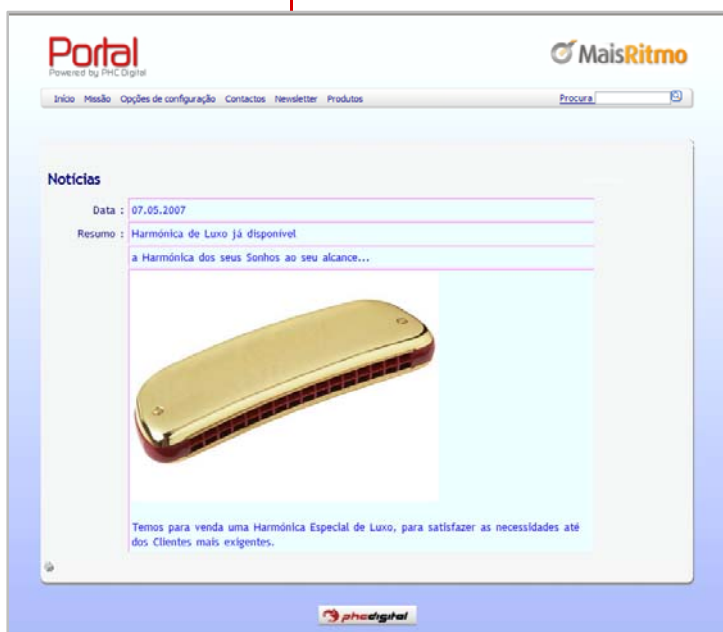 Portal
MaisRitmo
Powered by PHC Digital
Início Missão Opções de configuração Contactos Newsletter Produtos Procura
Notícias
Data : 07.05.2007
Resumo : Harmónica de Luxo já disponível
a Harmónica dos seus Sonhos ao seu alcance...
Temos para venda uma Harmónica Especial de Luxo, para satisfazer as necessidades até
dos Clientes mais exigentes.
phcdigital